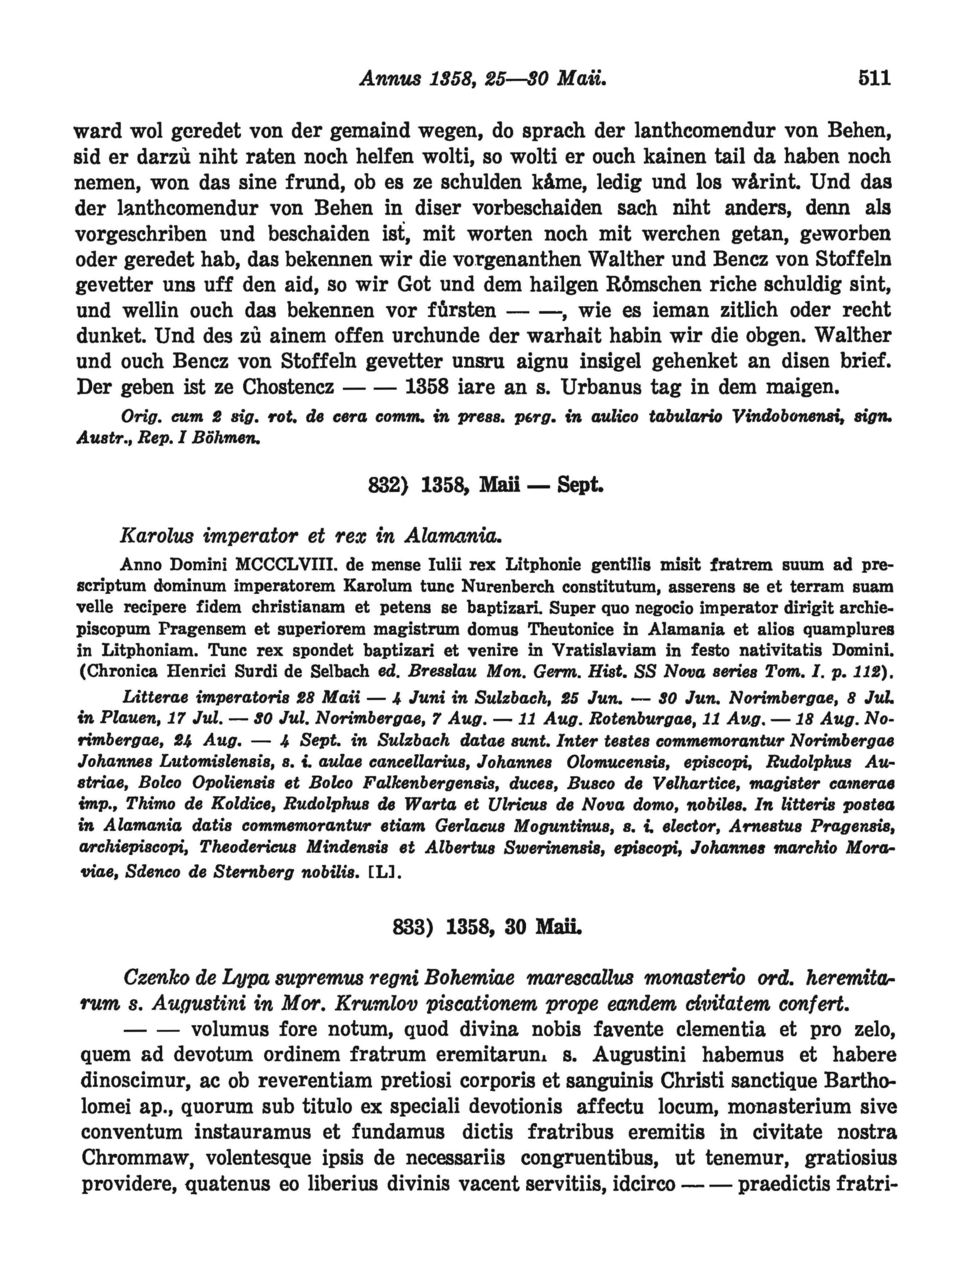 Annus 1358, 25—30 Maii. 511
ward wol geredet von der gemaind wegen, do sprach der lanthcomendur von Behen,
sid er darzů niht raten noch helfen wolti, so wolti er ouch kainen tail da haben noch
nemen, won das sine frund, ob es ze schulden kåme, ledig und los wårint. Und das
der lanthcomendur von Behen in diser vorbeschaiden sach niht anders, denn als
vorgeschriben und beschaiden ist, mit worten noch mit werchen getan, geworben
oder geredet hab, das bekennen wir die vorgenanthen Walther und Bencz von Stoffeln
gevetter uns uff den aid, so wir Got und dem hailgen Rômschen riche schuldig sint,
und wellin ouch das bekennen vor fůrsten — —, wie es ieman zitlich oder recht
dunket. Und des zů ainem offen urchunde der warhait habin wir die obgen. Walther
und ouch Bencz von Stoffeln gevetter unsru aignu insigel gehenket an disen brief.
Der geben ist ze Chostencz — — 1358 iare an s. Urbanus tag in dem maigen.
Orig. cum 2 sig. rot. de cera comm. in press. perg. in aulico tabulario Vindobonensi, sign.
Austr., Rep. I Böhmen.
832) 1358, Maii — Sept.
Karolus imperator et rex in Alamania.
Anno Domini MCCCLVIII. de mense Iulii rex Litphonie gentilis misit fratrem suum ad pre-
scriptum dominum imperatorem Karolum tunc Nurenberch constitutum, asserens se et terram suam
velle recipere fidem christianam et petens se baptizari. Super quo negocio imperator dirigit archie-
piscopum Pragensem et superiorem magistrum domus Theutonice in Alamania et alios quamplures
in Litphoniam. Tunc rex spondet baptizari et venire in Vratislaviam in festo nativitatis Domini.
(Chronica Henrici Surdi de Selbach ed. Bresslau Mon. Germ. Hist. SS Nova series Tom. I. p. 112).
Litterae imperatoris 28 Maii — 4 Juni in Sulzbach, 25 Jun. — 30 Jun. Norimbergae, 8 Jul.
in Plauen, 17 Jul. — 30 Jul. Norimbergae, 7 Aug. — 11 Aug. Rotenburgae, 11 Aug. — 18 Aug. No-
rimbergae, 24 Aug. — 4 Sept. in Sulzbach datae sunt. Inter testes commemorantur Norimbergae
Johannes Lutomislensis, s. i. aulae cancellarius, Johannes Olomucensis, episcopi, Rudolphus Au-
striae, Bolco Opoliensis et Bolco Falkenbergensis, duces, Busco de Velhartice, magister camerae
imp., Thimo de Koldice, Rudolphus de Warta et Ulricus de Nova domo, nobiles. In litteris postea
in Alamania datis commemorantur etiam Gerlacus Moguntinus, s. i. elector, Arnestus Pragensis,
archiepiscopi, Theodericus Mindensis et Albertus Swerinensis, episcopi, Johannes marchio Mora-
viae, Sdenco de Sternberg nobilis. [L].
833) 1358, 30 Maii.
Czenko de Lypa supremus regni Bohemiae marescallus monasterio ord. heremita-
rum s. Augustini in Mor. Krumlov piscationem prope eandem civitatem confert.
— — volumus fore notum, quod divina nobis favente clementia et pro zelo,
quem ad devotum ordinem fratrum eremitarum s. Augustini habemus et habere
dinoscimur, ac ob reverentiam pretiosi corporis et sanguinis Christi sanctique Bartho-
lomei ap., quorum sub titulo ex speciali devotionis affectu locum, monasterium sive
conventum instauramus et fundamus dictis fratribus eremitis in civitate nostra
Chrommaw, volentesque ipsis de necessariis congruentibus, ut tenemur, gratiosius
providere, quatenus eo liberius divinis vacent servitiis, idcirco — — praedictis fratri-